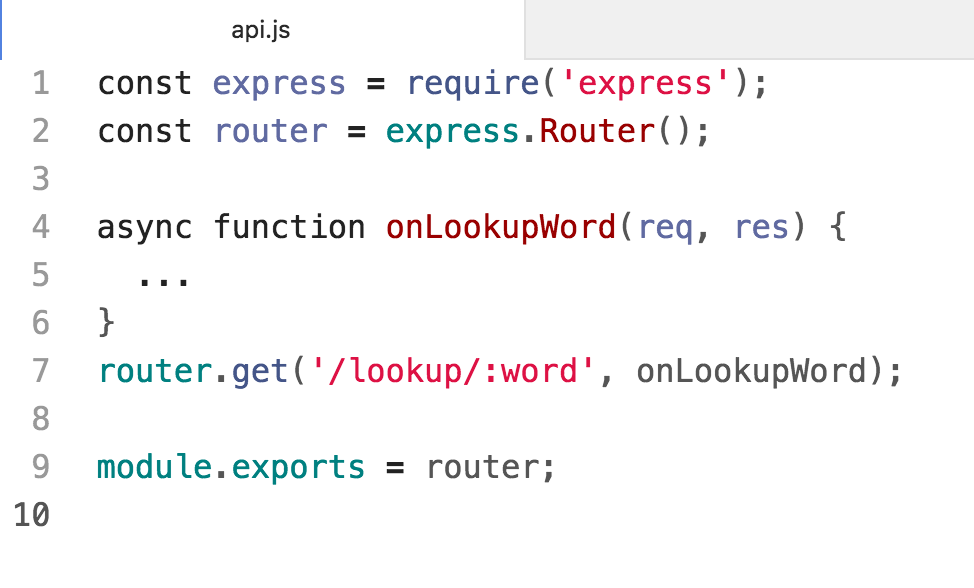 api.js
1 const express = require('express');
2 const router = express.Router();
3
4 async function onLookupWord(req, res) {
5   ...
6 }
7 router.get('/lookup/:word', onLookupWord);
8
9 module.exports = router;
10